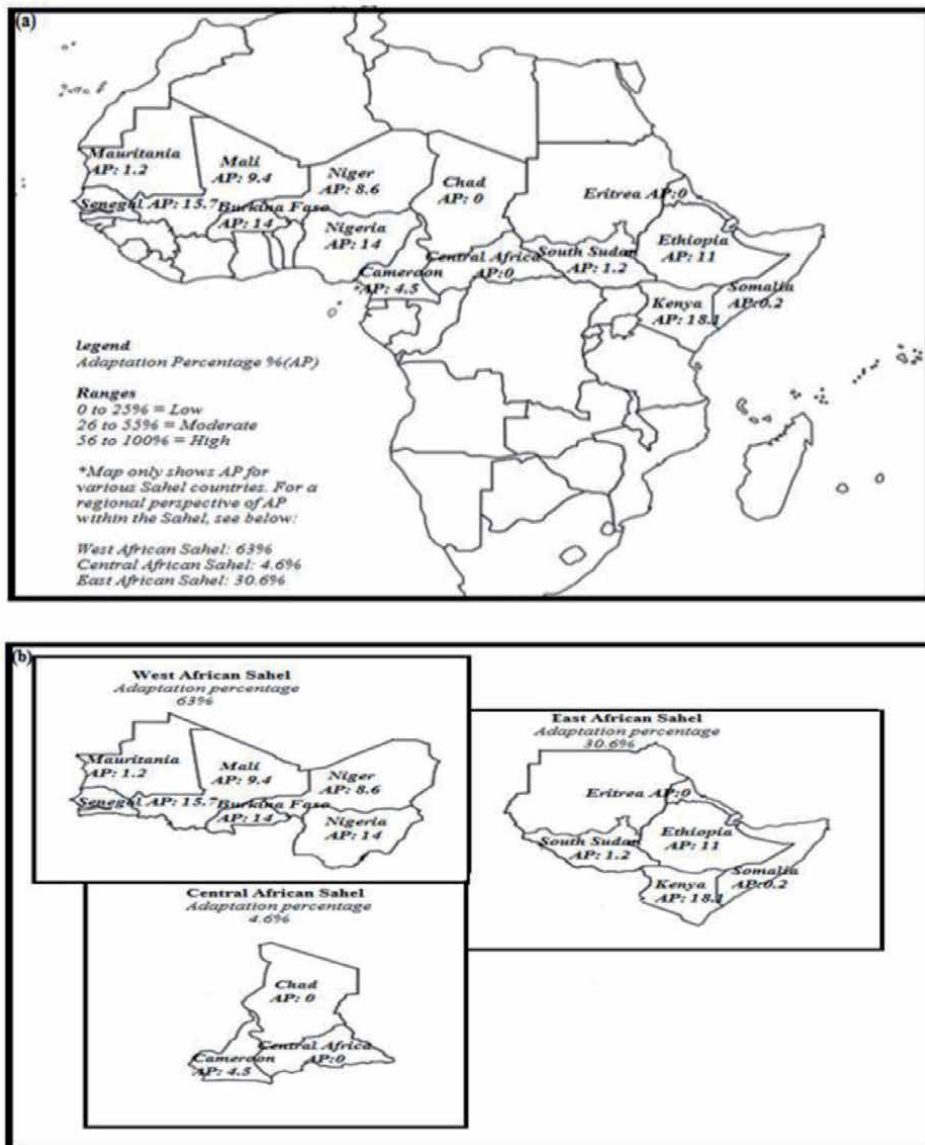 (a)
Mauritania
AP: 1.2
Mali
AP: 9.4
Niger
AP: 8.6
Chad
AP: 0
Eritrea AP:0
Senegal AP: 15.7
Burkina Faso
AP: 14
Nigeria
AP: 14
Ethiopia
AP: 11
Central Africa
AP:0
South Sudan
AP: 1.2
Cameroon
AP: 4.5
Somalia
AP:0.2
Kenya
AP: 18.1
legend
Adaptation Percentage %(AP)
Ranges
0 to 25% = Low
26 to 55% = Moderate
56 to 100% = High
*Map only shows AP for
various Sahel countries. For a
regional perspective of AP
within the Sahel, see below:
West African Sahel: 63%
Central African Sahel: 4.6%
East African Sahel: 30.6%
(b)
West African Sahel
Adaptation percentage
63%
Mauritania
AP: 1.2
Mali
AP: 9.4
Niger
AP: 8.6
Senegal AP: 15.7
Burkina Faso
AP: 14
Nigeria
AP: 14
East African Sahel
Adaptation percentage
30.6%
Eritrea AP:0
Ethiopia
AP: 11
South Sudan
AP: 1.2
Somalia
AP:0.2
Kenya
AP: 18.1
Central African Sahel
Adaptation percentage
4.6%
Chad
AP: 0
Central Africa
AP:0
Cameroon
AP: 4.5